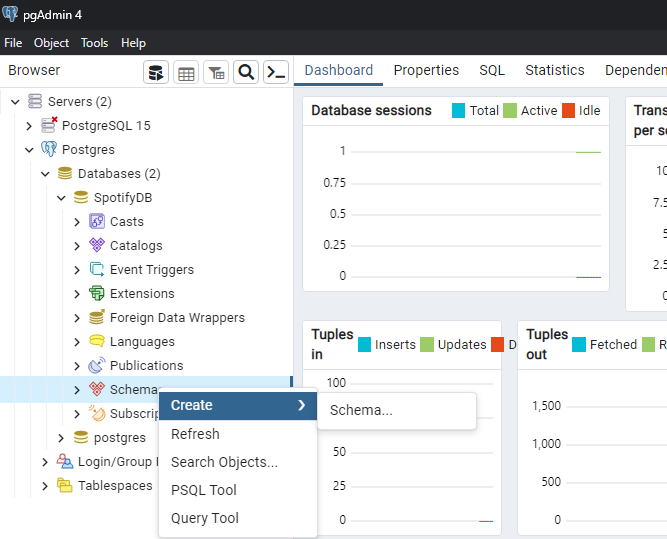 pgAdmin 4
File Object Tools Help
Browser
Dashboard Properties SQL Statistics Dependen
Servers (2)
PostgreSQL 15
Postgres
Databases (2)
SpotifyDB
Casts
Catalogs
Event Triggers
Extensions
Foreign Data Wrappers
Languages
Publications
Schema
Subscrip
postgres
Login/Group
Tablespaces
Create
Refresh
Search Objects...
PSQL Tool
Query Tool
Schema...
Database sessions Total Active Idle
1
0.75
0.5
0.25
0
Trans
per se
10
7.5
5
2.5
0
Tuples
in
Inserts Updates D
100
50
0
Tuples
out
Fetched R
1,500
1,000
500
0